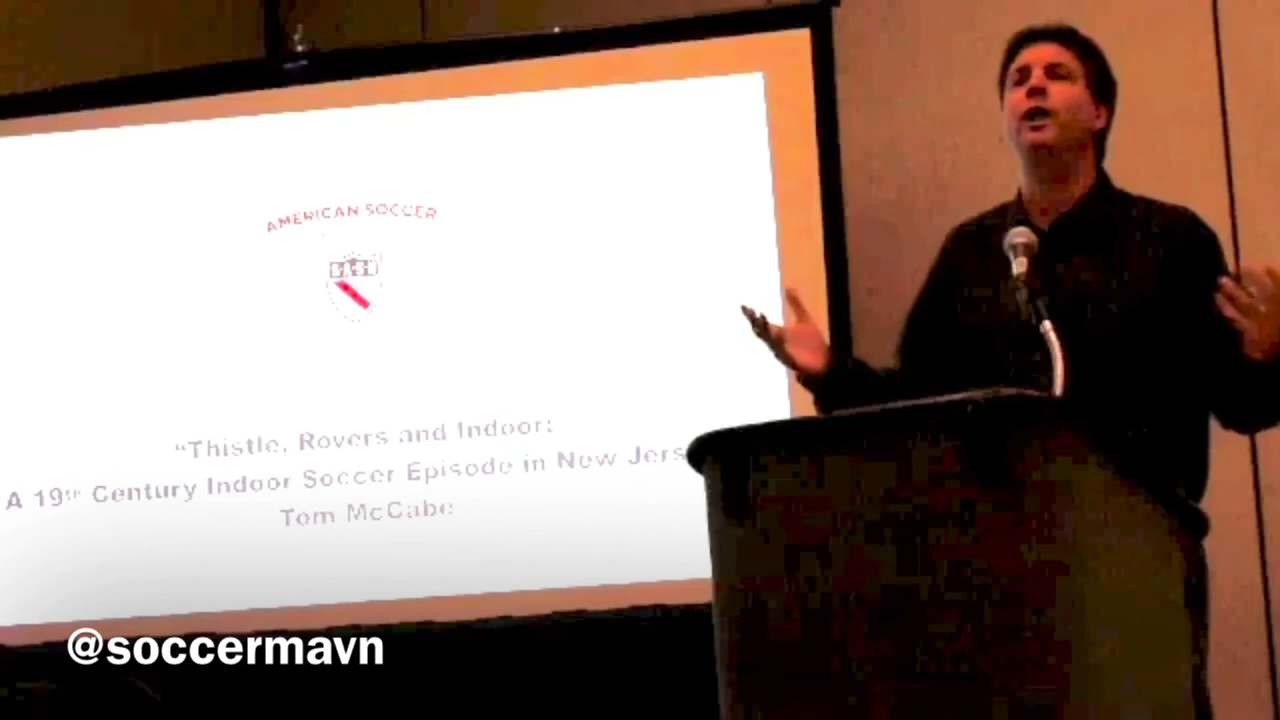 AMERICAN SOCCER
“Thistle, Rovers and Indoor:
A 19th Century Indoor Soccer Episode in New Jers
Tom McCabe
@soccermavn